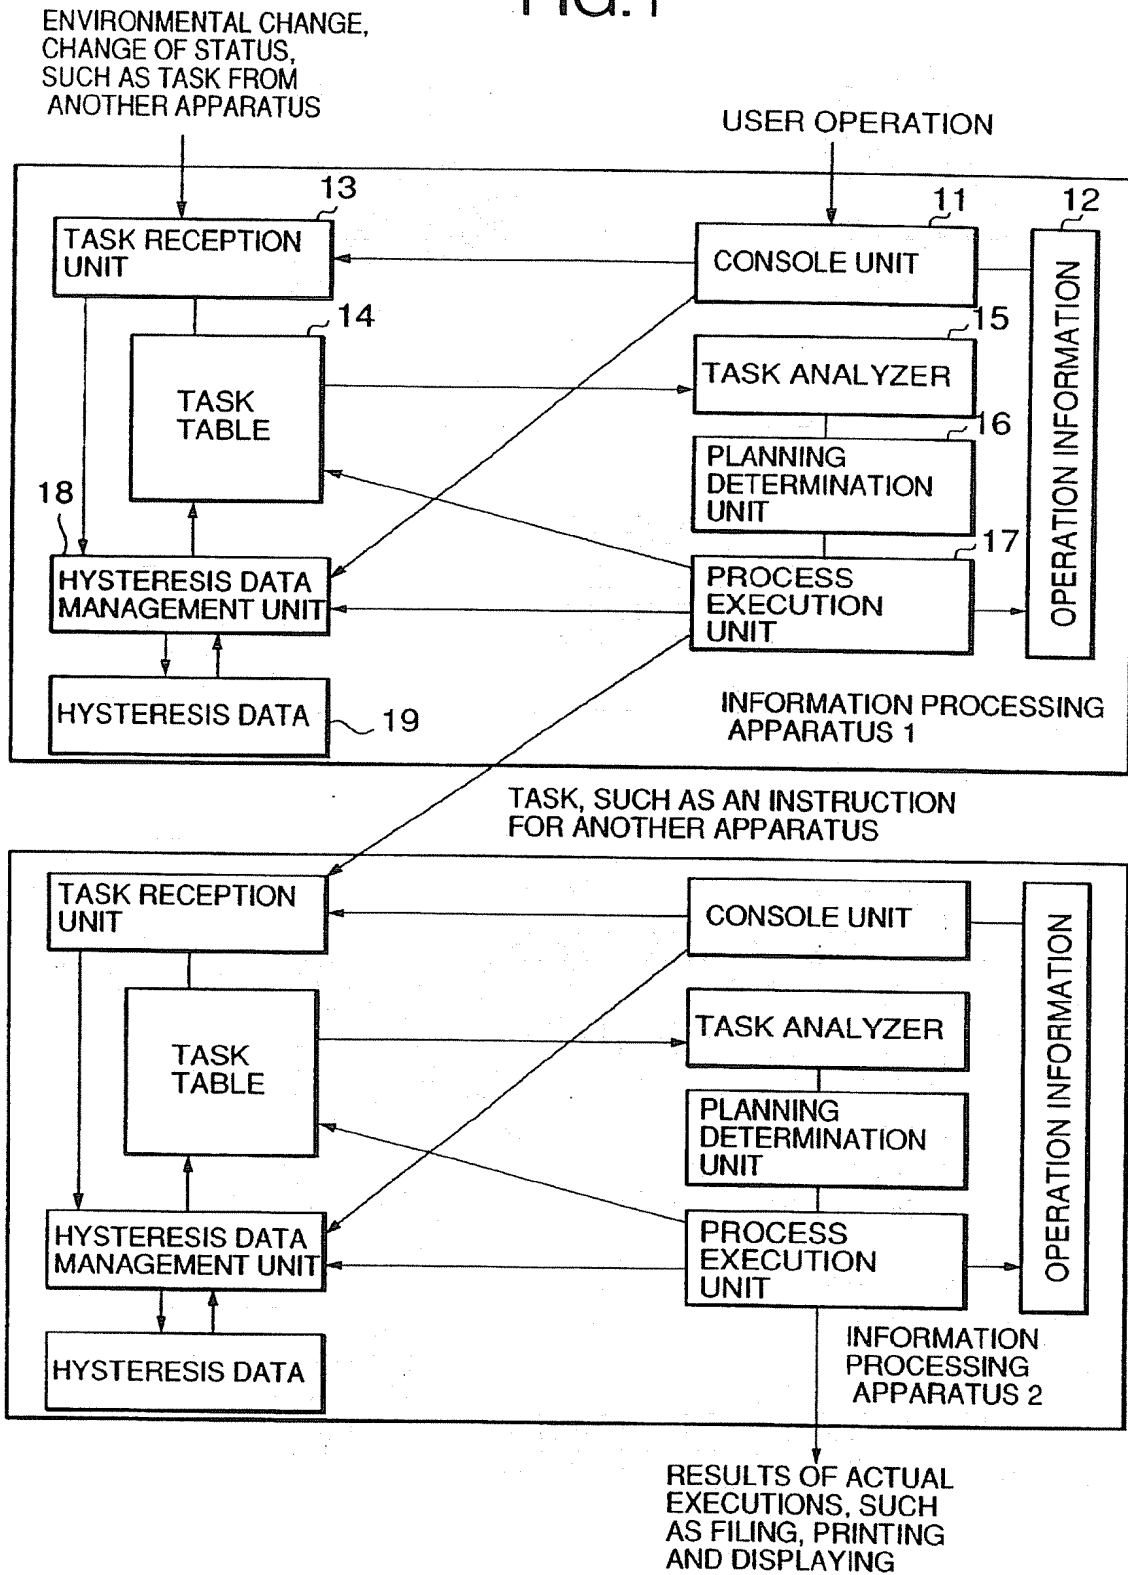 FIG.1
ENVIRONMENTAL CHANGE,
CHANGE OF STATUS,
SUCH AS TASK FROM
ANOTHER APPARATUS
USER OPERATION
13
TASK RECEPTION
UNIT
11
CONSOLE UNIT
12
OPERATION INFORMATION
14
TASK
TABLE
15
TASK ANALYZER
16
PLANNING
DETERMINATION
UNIT
18
HYSTERESIS DATA
MANAGEMENT UNIT
17
PROCESS
EXECUTION
UNIT
HYSTERESIS DATA
19
INFORMATION PROCESSING
APPARATUS 1
TASK, SUCH AS AN INSTRUCTION
FOR ANOTHER APPARATUS
TASK RECEPTION
UNIT
CONSOLE UNIT
OPERATION INFORMATION
TASK
TABLE
TASK ANALYZER
PLANNING
DETERMINATION
UNIT
HYSTERESIS DATA
MANAGEMENT UNIT
PROCESS
EXECUTION
UNIT
HYSTERESIS DATA
INFORMATION
PROCESSING
APPARATUS 2
RESULTS OF ACTUAL
EXECUTIONS, SUCH
AS FILING, PRINTING
AND DISPLAYING